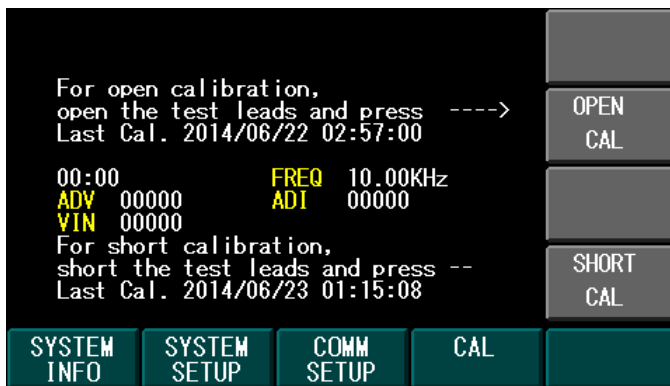 For open calibration,
open the test leads and press ---->
Last Cal. 2014/06/22 02:57:00
OPEN
CAL
00:00 FREQ 10.00KHz
ADV 00000 ADI 00000
VIN 00000
For short calibration,
short the test leads and press --
Last Cal. 2014/06/23 01:15:08
SHORT
CAL
SYSTEM INFO
SYSTEM SETUP
COMM SETUP
CAL